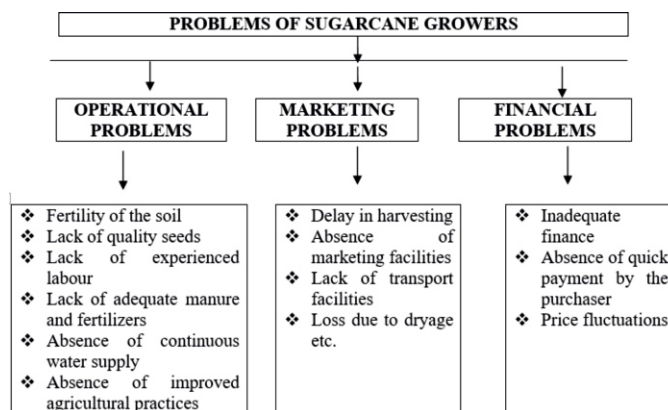 PROBLEMS OF SUGARCANE GROWERS
OPERATIONAL
PROBLEMS
MARKETING
PROBLEMS
FINANCIAL
PROBLEMS
❖ Fertility of the soil
❖ Lack of quality seeds
❖ Lack of experienced
labour
❖ Lack of adequate manure
and fertilizers
❖ Absence of continuous
water supply
❖ Absence of improved
agricultural practices
❖ Delay in harvesting
❖ Absence of
marketing facilities
❖ Lack of transport
facilities
❖ Loss due to dryage
etc.
❖ Inadequate
finance
❖ Absence of quick
payment by the
purchaser
❖ Price fluctuations